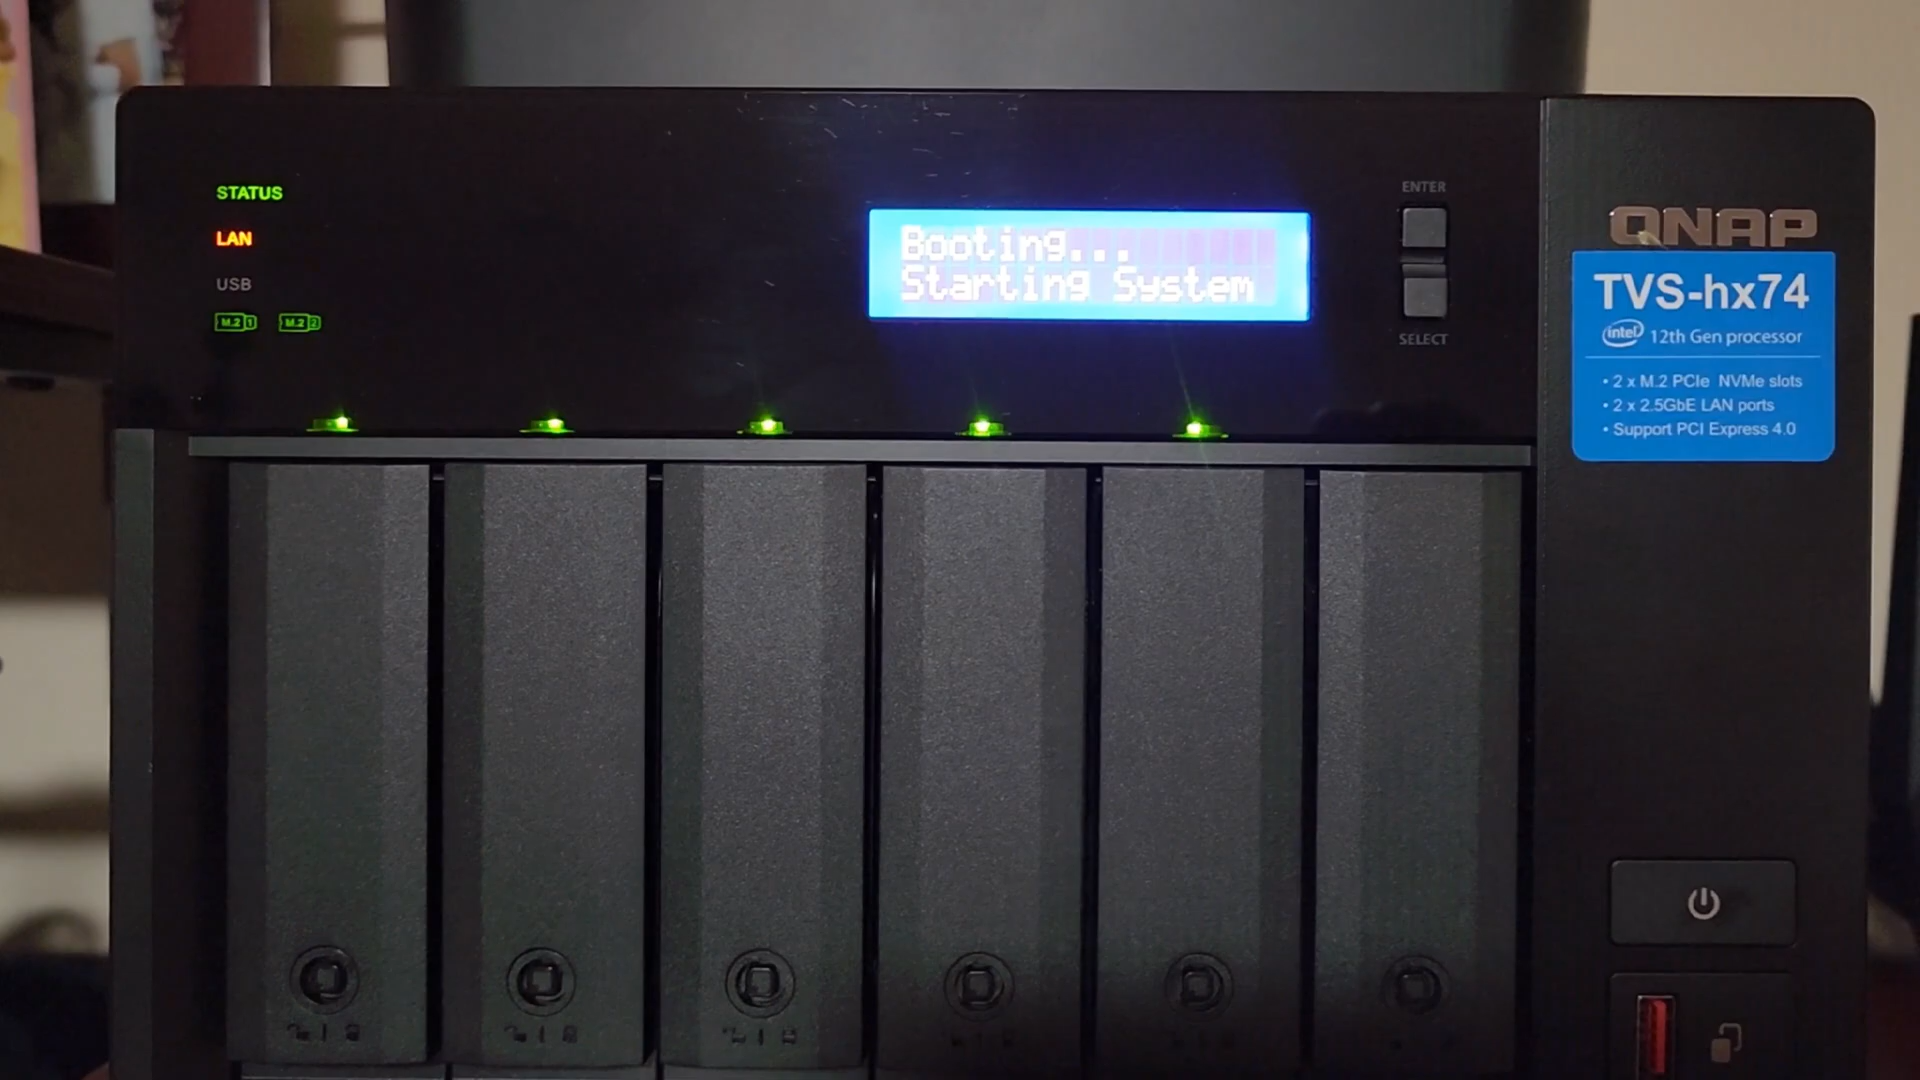 STATUS
LAN
USB
M.2 1 M.2 2
Booting...
Starting System
ENTER
SELECT
QNAP
TVS-hx74
intel 12th Gen processor
• 2 x M.2 PCIe NVMe slots
• 2 x 2.5GbE LAN ports
• Support PCI Express 4.0